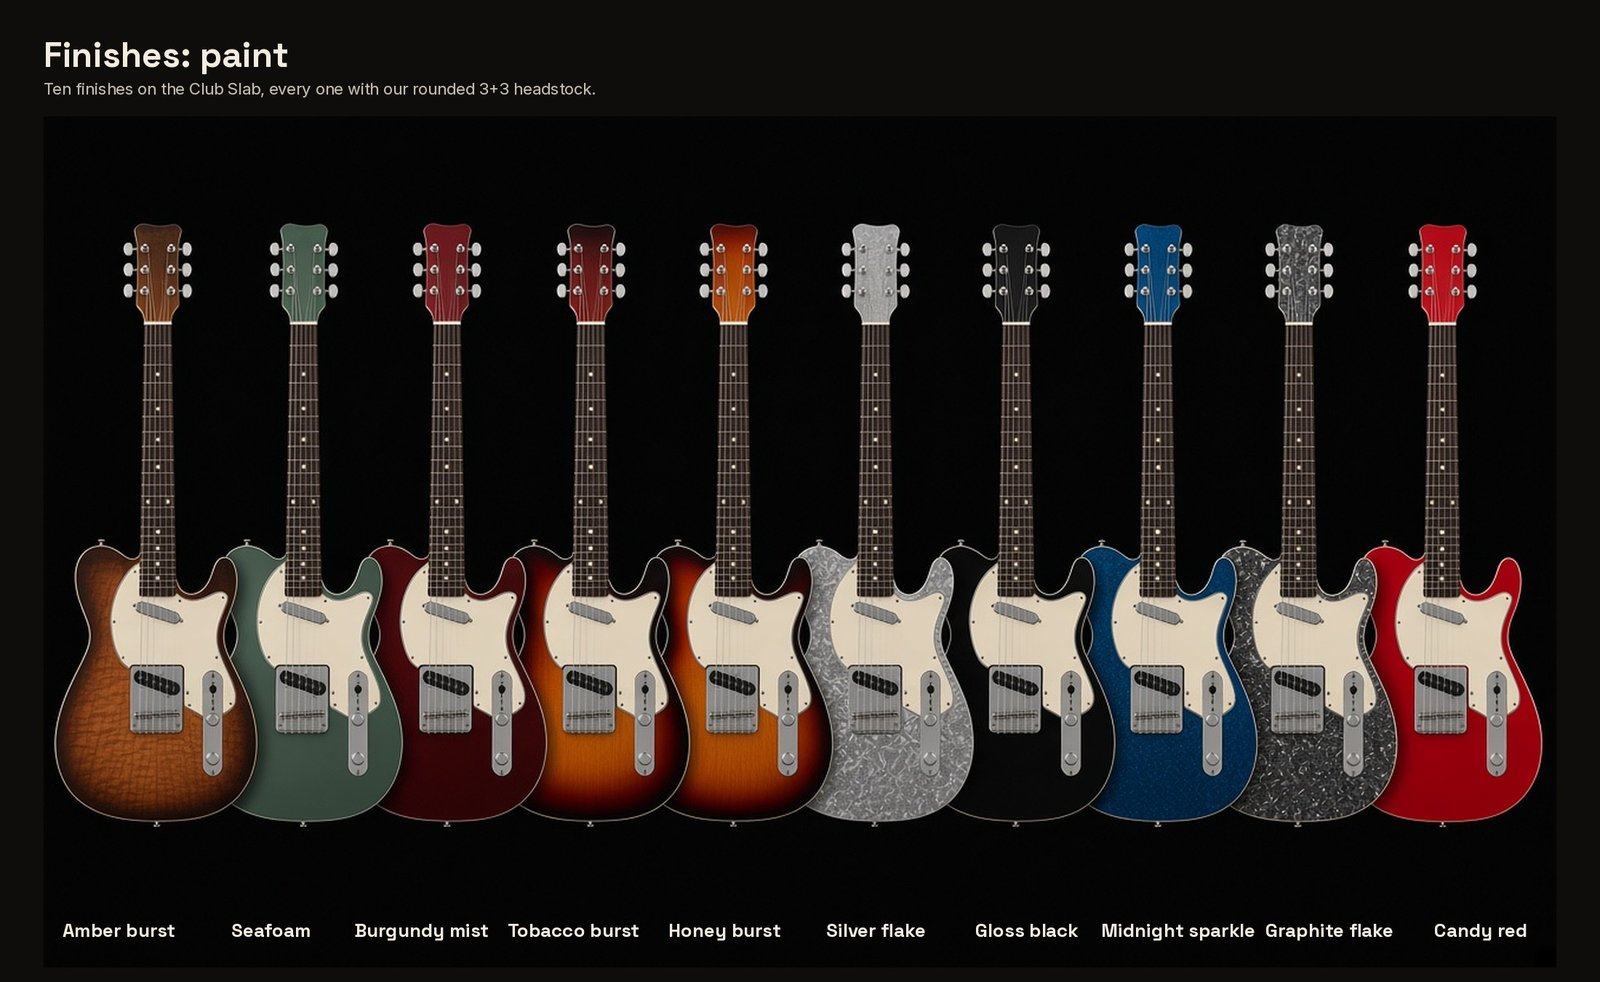 Finishes: paint
Ten finishes on the Club Slab, every one with our rounded 3+3 headstock.
Amber burst Seafoam Burgundy mist Tobacco burst Honey burst Silver flake Gloss black Midnight sparkle Graphite flake Candy red